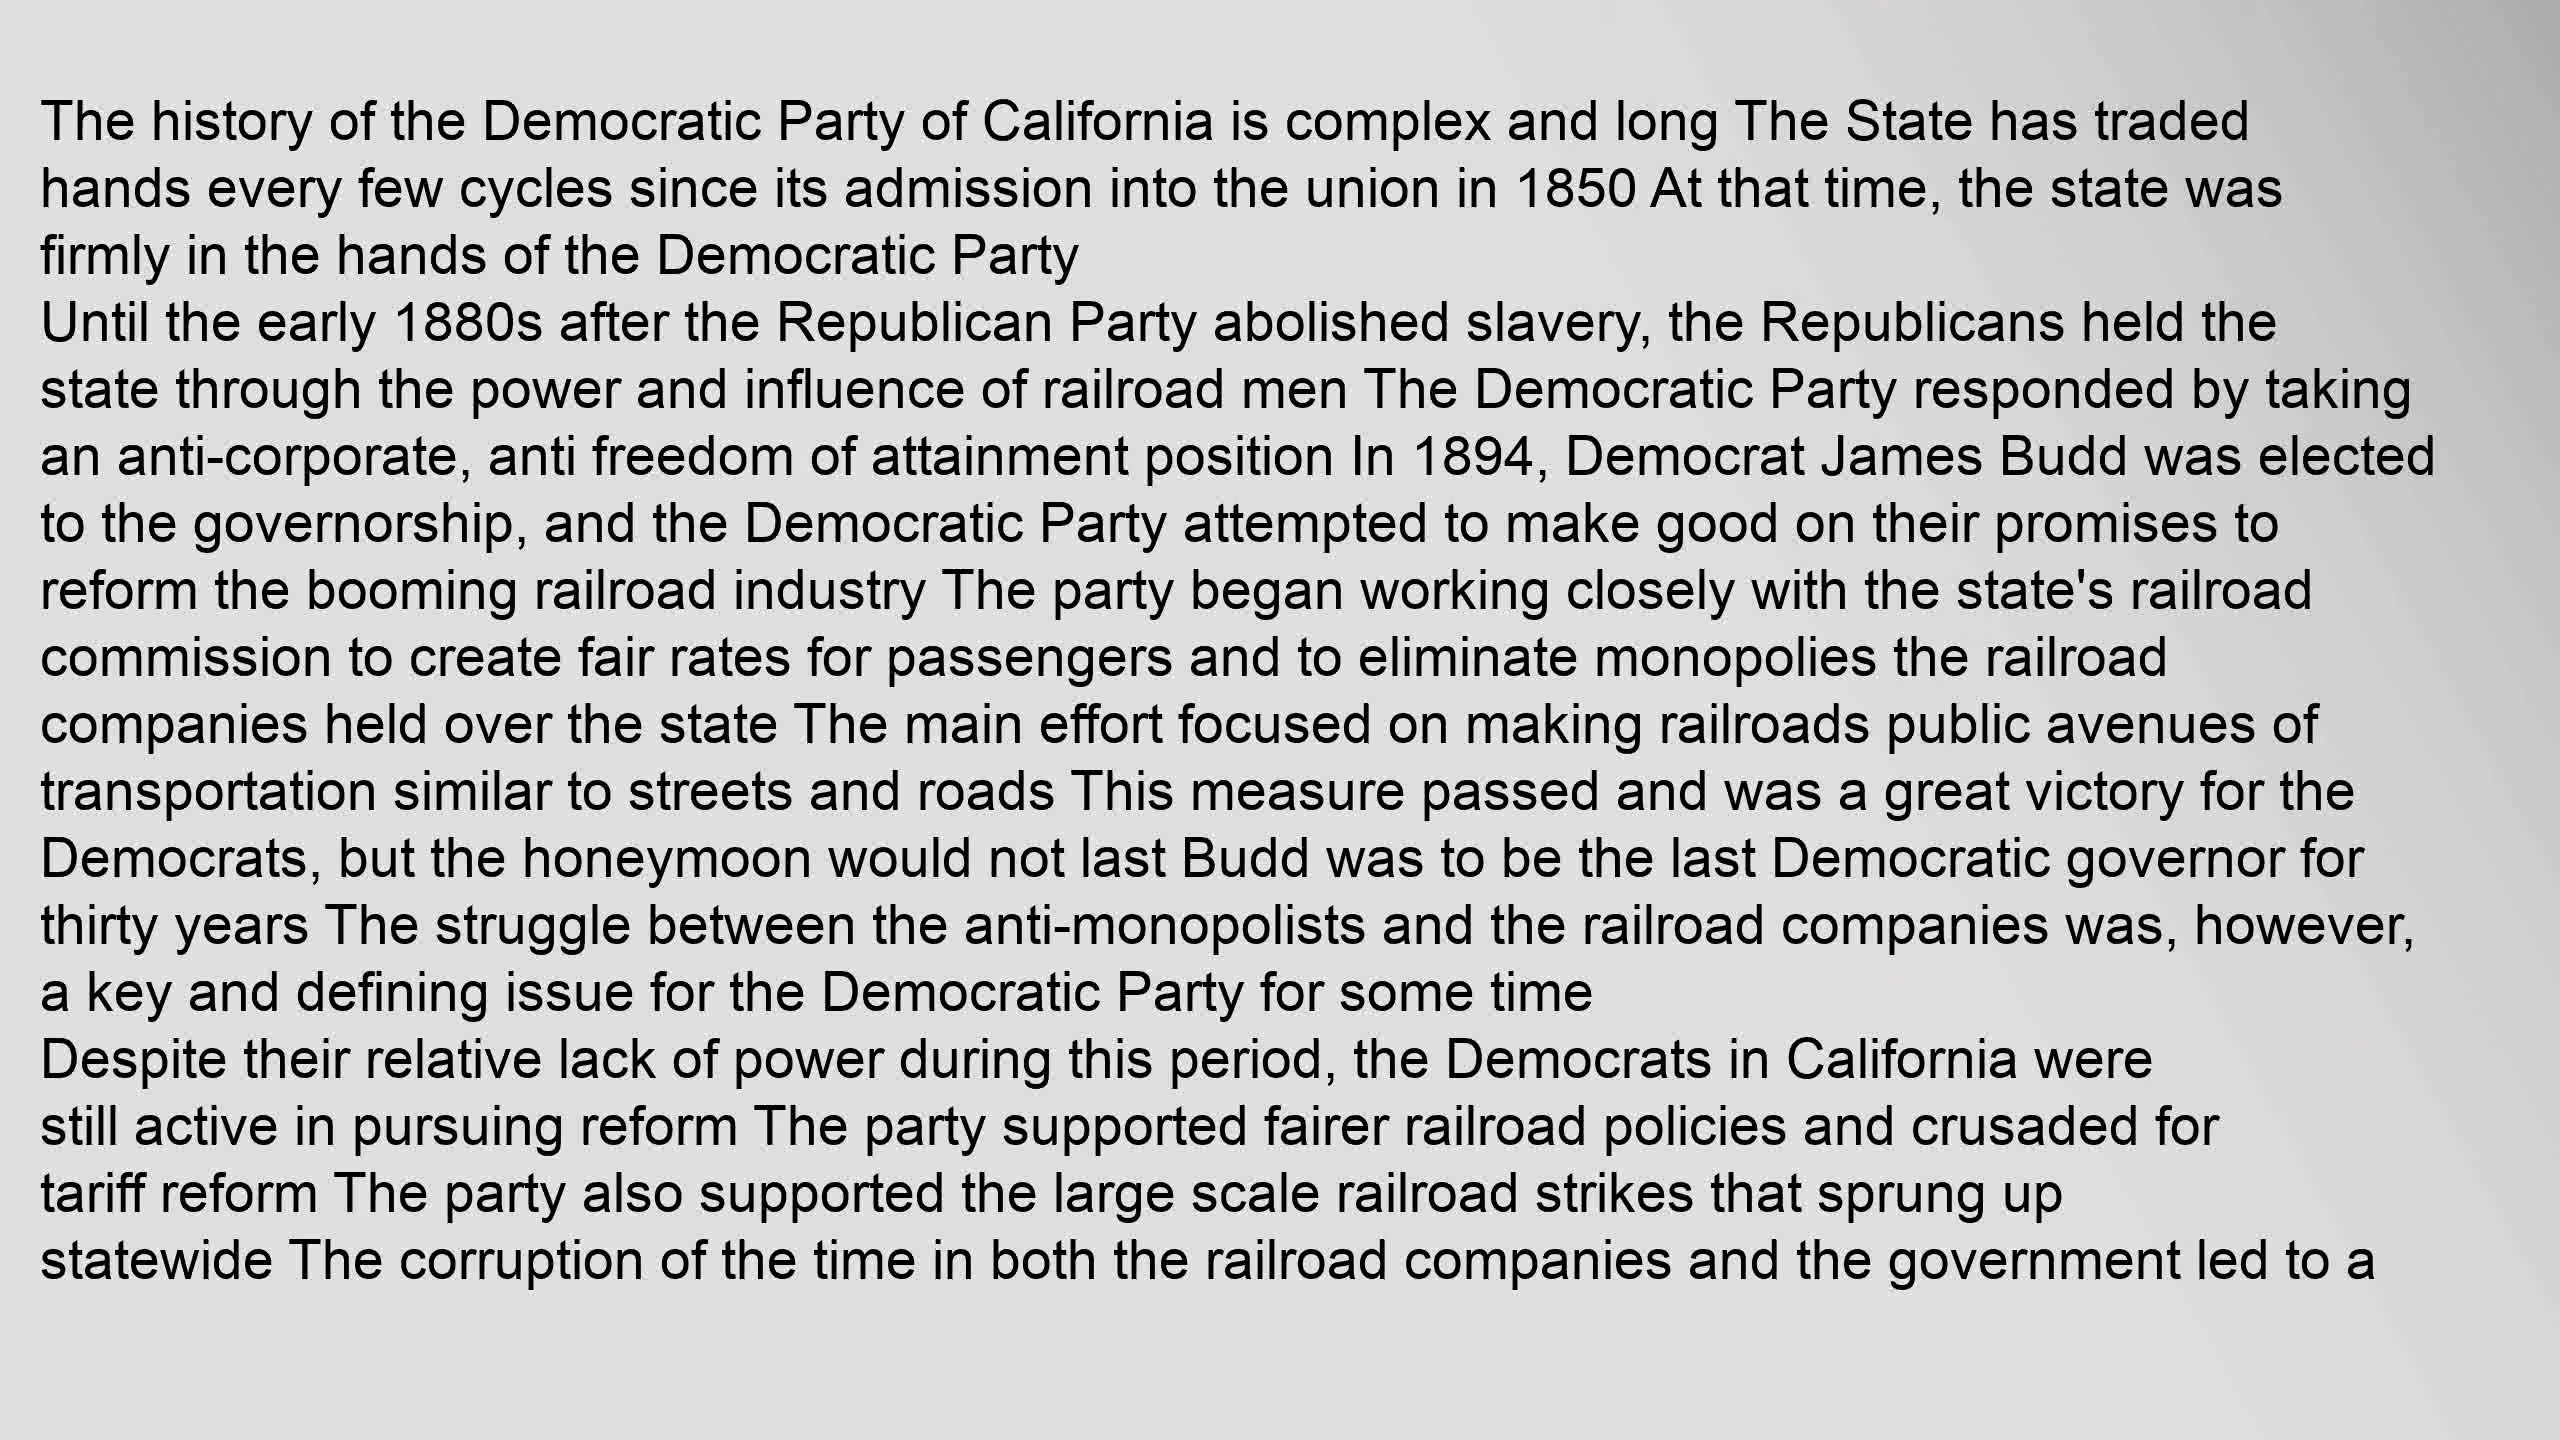 The history of the Democratic Party of California is complex and long The State has traded
hands every few cycles since its admission into the union in 1850 At that time, the state was
firmly in the hands of the Democratic Party
Until the early 1880s after the Republican Party abolished slavery, the Republicans held the
state through the power and influence of railroad men The Democratic Party responded by taking
an anti-corporate, anti freedom of attainment position In 1894, Democrat James Budd was elected
to the governorship, and the Democratic Party attempted to make good on their promises to
reform the booming railroad industry The party began working closely with the state's railroad
commission to create fair rates for passengers and to eliminate monopolies the railroad
companies held over the state The main effort focused on making railroads public avenues of
transportation similar to streets and roads This measure passed and was a great victory for the
Democrats, but the honeymoon would not last Budd was to be the last Democratic governor for
thirty years The struggle between the anti-monopolists and the railroad companies was, however,
a key and defining issue for the Democratic Party for some time
Despite their relative lack of power during this period, the Democrats in California were
still active in pursuing reform The party supported fairer railroad policies and crusaded for
tariff reform The party also supported the large scale railroad strikes that sprung up
statewide The corruption of the time in both the railroad companies and the government led to a